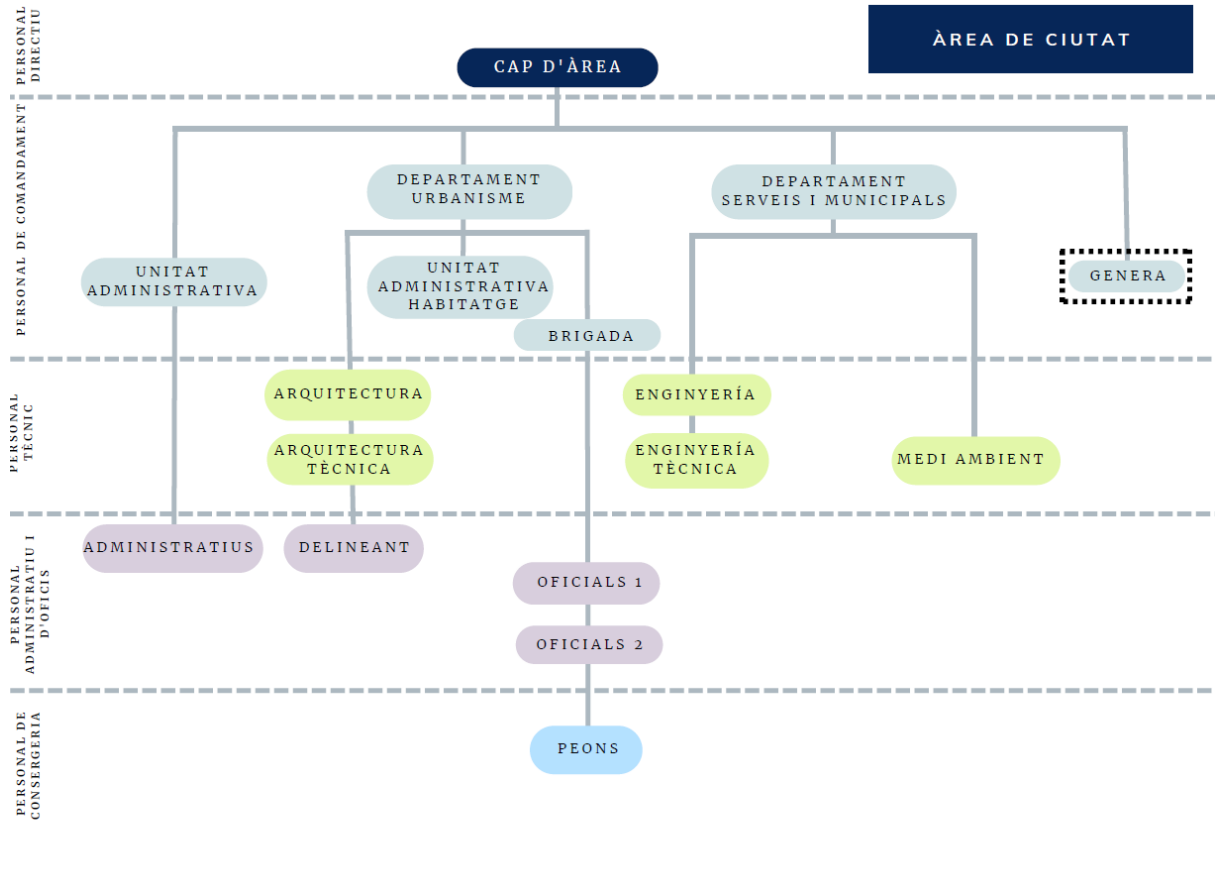 PERSONAL
DIRECTIU
ÀREA DE CIUTAT
CAP D'ÀREA
PERSONAL DE COMANDAMENT
DEPARTAMENT
URBANISME
DEPARTAMENT
SERVEIS I MUNICIPALS
UNITAT
ADMINISTRATIVA
UNITAT
ADMINISTRATIVA
HABITATGE
GENERA
BRIGADA
PERSONAL
TÈCNIC
ARQUITECTURA
ENGINYERÍA
ARQUITECTURA
TÈCNICA
ENGINYERÍA
TÈCNICA
MEDI AMBIENT
PERSONAL
ADMINISTRATIU I
D'OFICIS
ADMINISTRATIUS
DELINEANT
OFICIALS 1
OFICIALS 2
PERSONAL DE
CONSERGERIA
PEONS